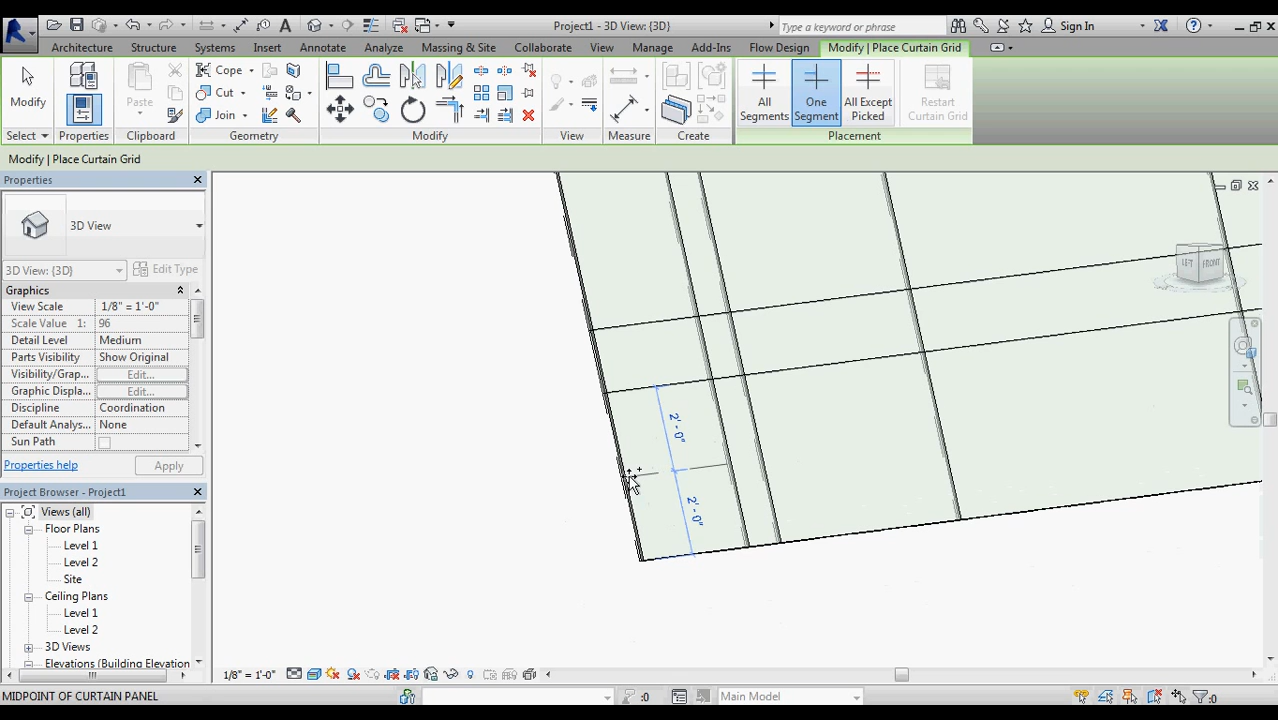 Project1 - 3D View: {3D}
Type a keyword or phrase
Sign In
Architecture Structure Systems Insert Annotate Analyze Massing & Site Collaborate View Manage Add-Ins Flow Design Modify | Place Curtain Grid
Modify Paste Cope Cut Join All Segments One Segment All Except Picked Restart Curtain Grid
Select Properties Clipboard Geometry Modify View Measure Create Placement
Modify | Place Curtain Grid
Properties
3D View
3D View: {3D} Edit Type
Graphics
View Scale 1/8" = 1'-0"
Scale Value 1: 96
Detail Level Medium
Parts Visibility Show Original
Visibility/Grap... Edit...
Graphic Displa... Edit...
Discipline Coordination
Default Analys... None
Sun Path
Properties help Apply
Project Browser - Project1
Views (all)
Floor Plans
Level 1
Level 2
Site
Ceiling Plans
Level 1
Level 2
3D Views
Elevations (Building Elevation
LEFT FRONT
2' - 0"
2' - 0"
1/8" = 1'-0"
MIDPOINT OF CURTAIN PANEL
:0
Main Model
:0